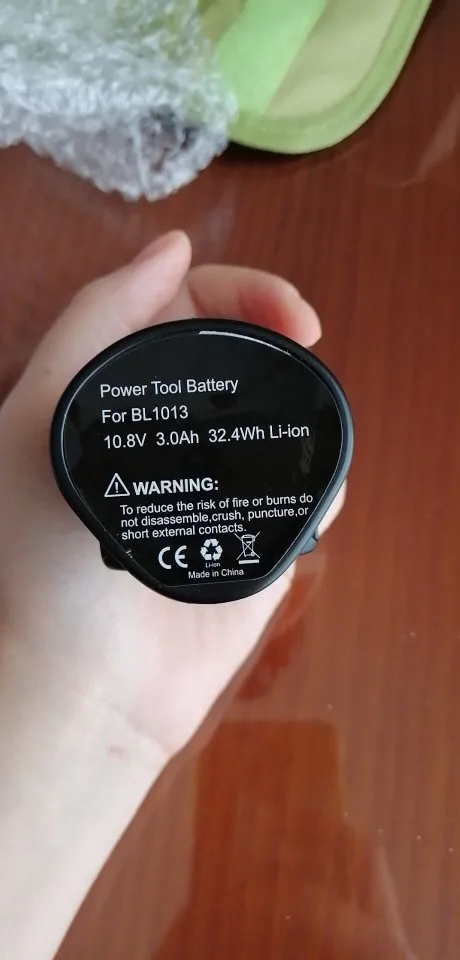 Power Tool Battery
For BL1013
10.8V 3.0Ah 32.4Wh Li-ion
WARNING:
To reduce the risk of fire or burns do
not disassemble,crush, puncture,or
short external contacts.
CE
Li-ion
Made in China